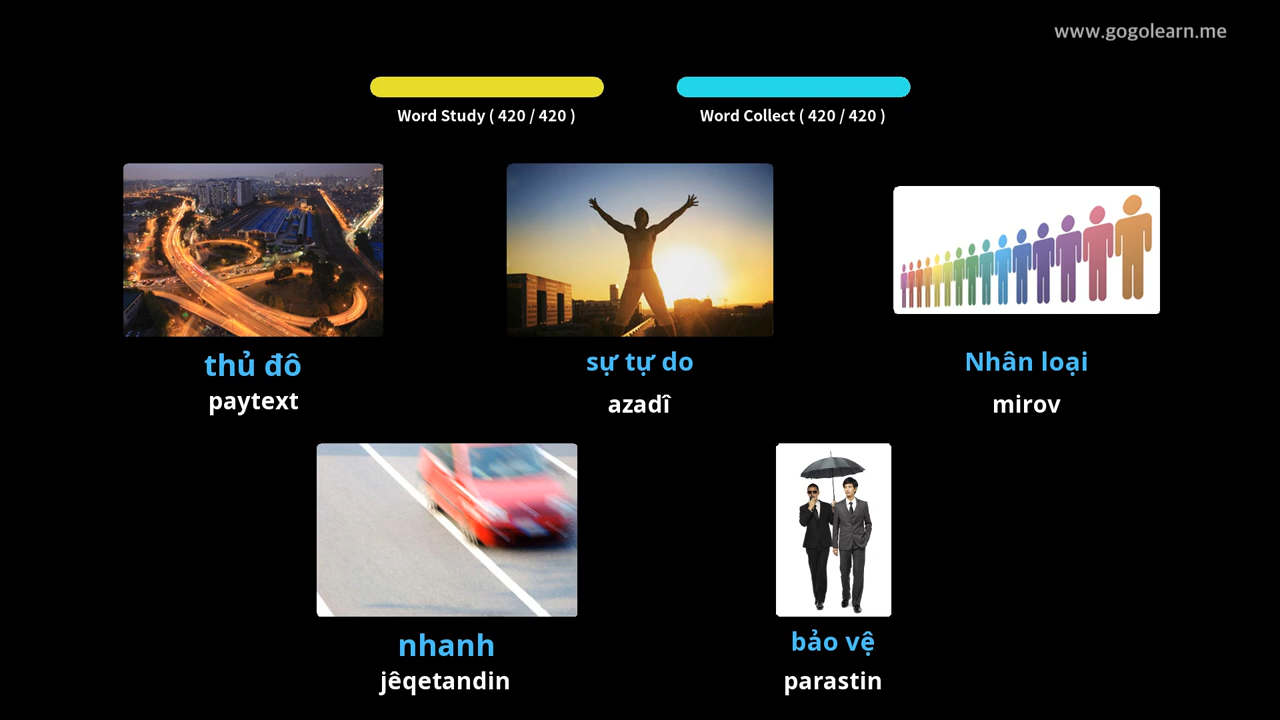 www.gogolearn.me
Word Study ( 420 / 420 )
Word Collect ( 420 / 420 )
thủ đô
paytext
sự tự do
azadî
Nhân loại
mirov
nhanh
jêqetandin
bảo vệ
parastin